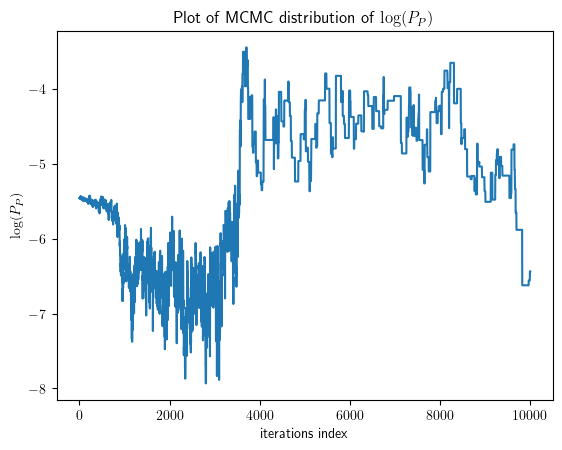 Plot of MCMC distribution of log(P_P)
−4
−5
−6
−7
−8
log(P_P)
0 2000 4000 6000 8000 10000
iterations index